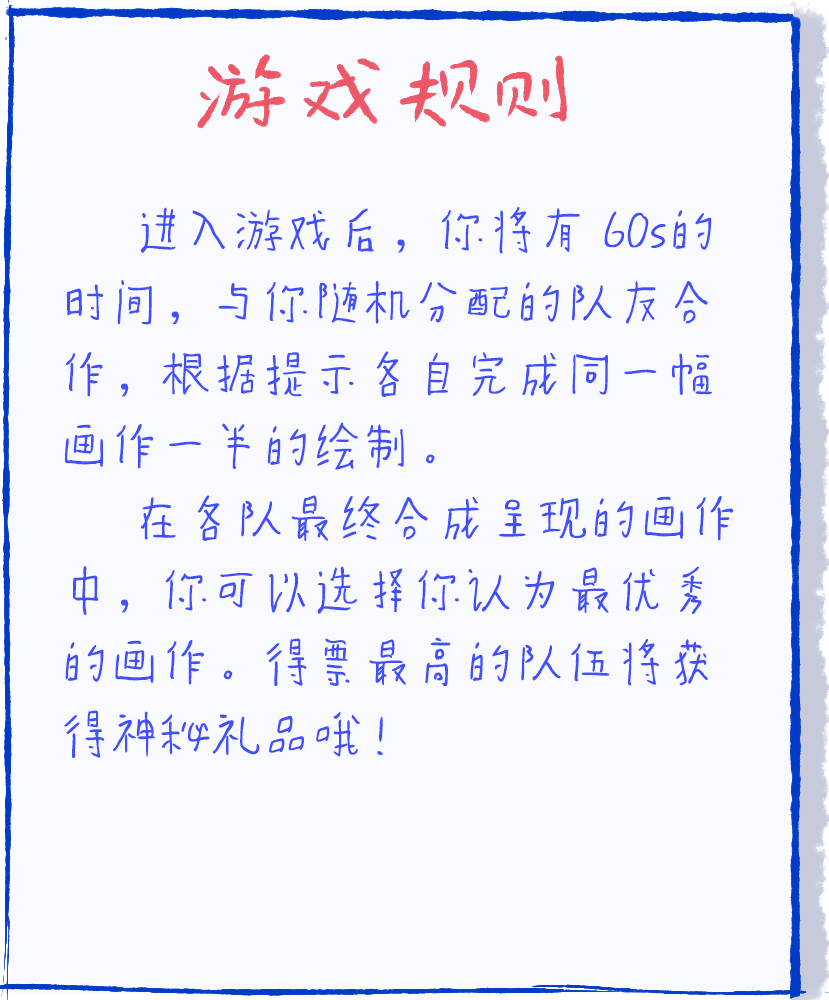 游戏规则
进入游戏后，你将有 60s的
时间，与你随机分配的队友合
作，根据提示各自完成同一幅
画作一半的绘制。
在各队最终合成呈现的画作
中，你可以选择你认为最优秀
的画作。得票最高的队伍将获
得神秘礼品哦！